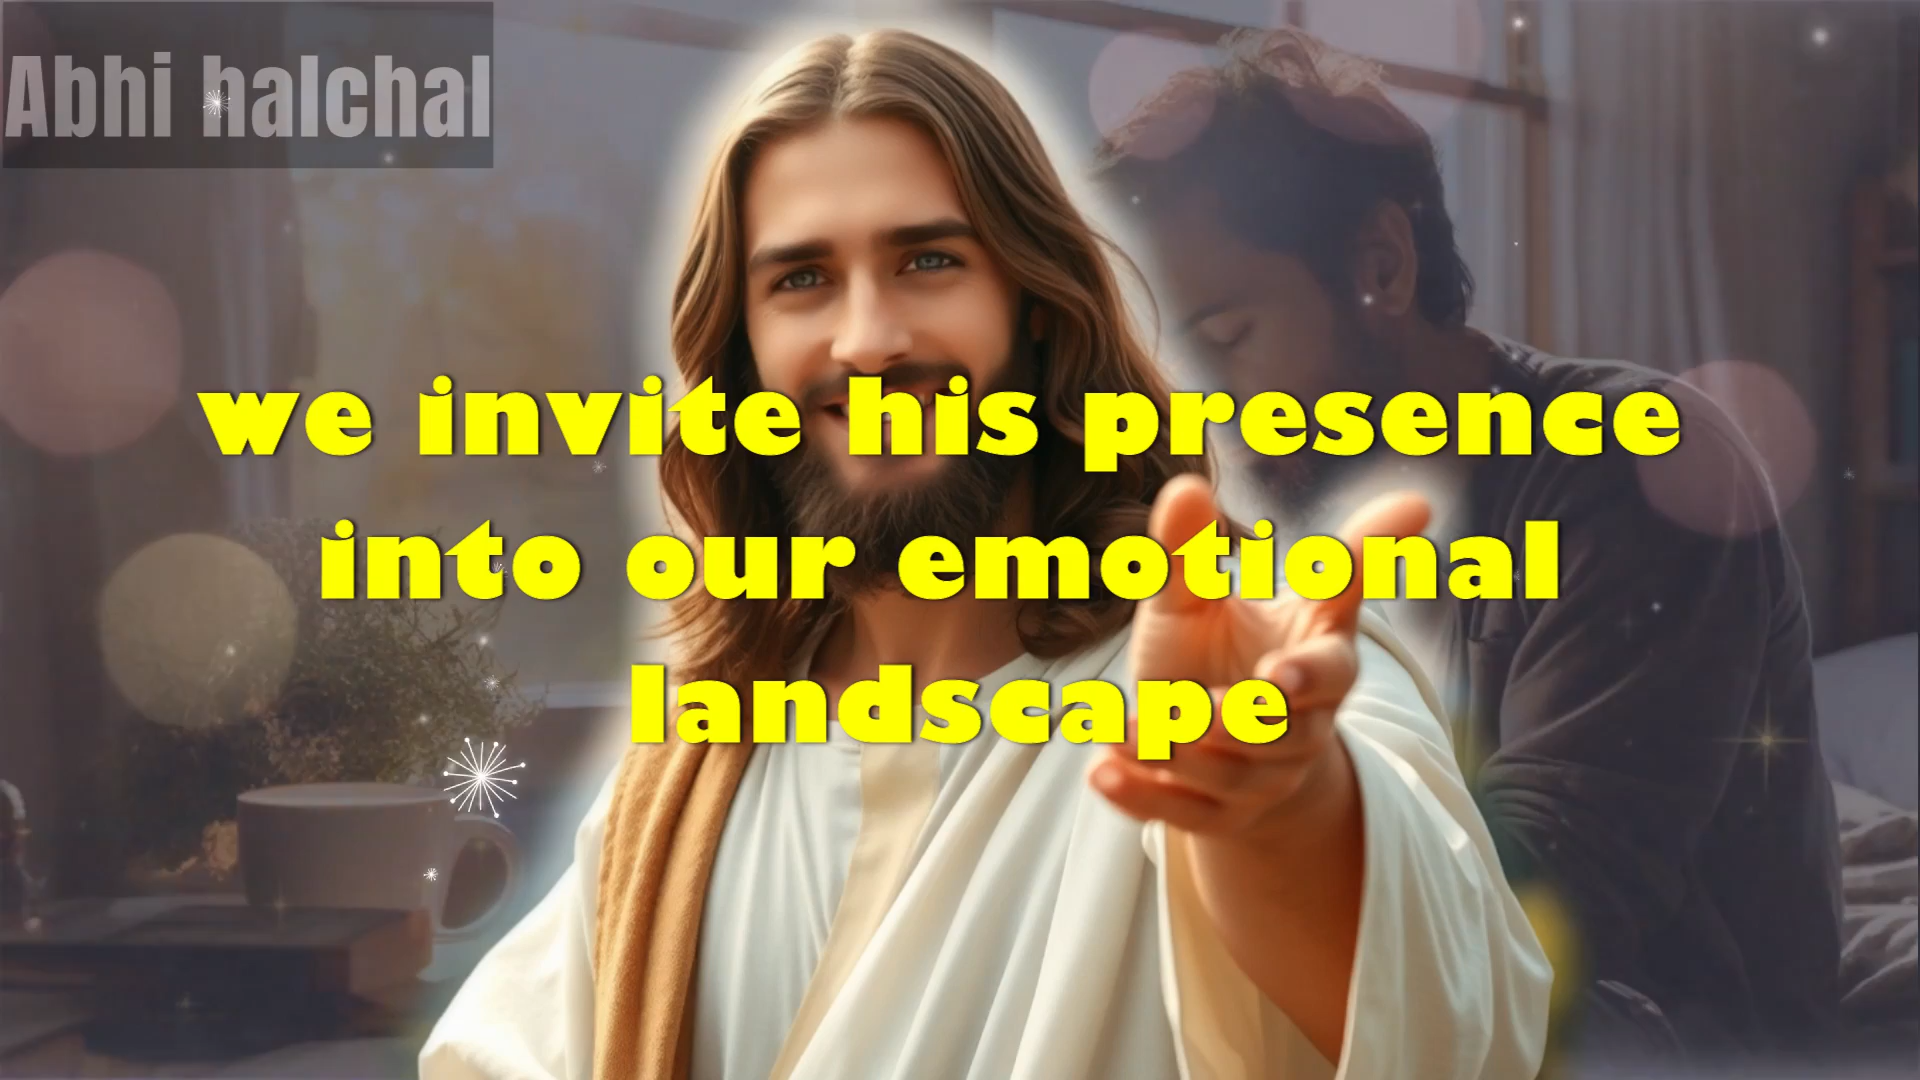 Abhi halchal
we invite his presence
into our emotional
landscape